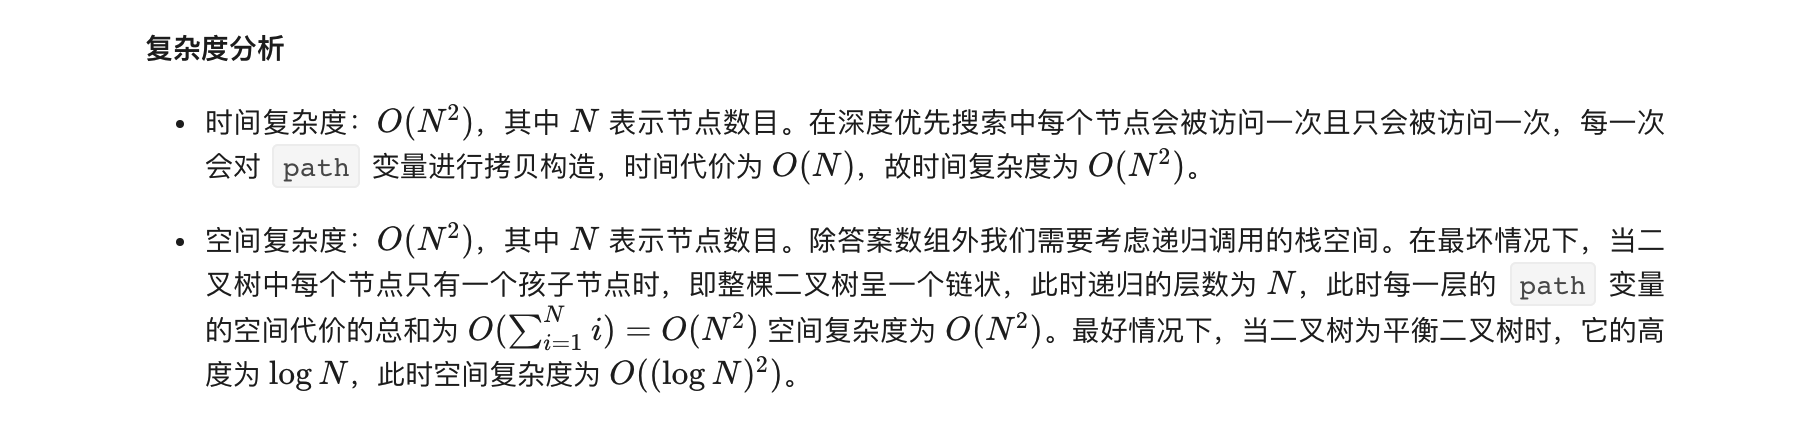 复杂度分析
• 时间复杂度：$O(N^2)$，其中 $N$ 表示节点数目。在深度优先搜索中每个节点会被访问一次且只会被访问一次，每一次
会对 path 变量进行拷贝构造，时间代价为 $O(N)$，故时间复杂度为 $O(N^2)$。
• 空间复杂度：$O(N^2)$，其中 $N$ 表示节点数目。除答案数组外我们需要考虑递归调用的栈空间。在最坏情况下，当二
叉树中每个节点只有一个孩子节点时，即整棵二叉树呈一个链状，此时递归的层数为 $N$，此时每一层的 path 变量
的空间代价的总和为 $O(\sum_{i=1}^{N} i) = O(N^2)$ 空间复杂度为 $O(N^2)$。最好情况下，当二叉树为平衡二叉树时，它的高
度为 $\log N$，此时空间复杂度为 $O((\log N)^2)$。